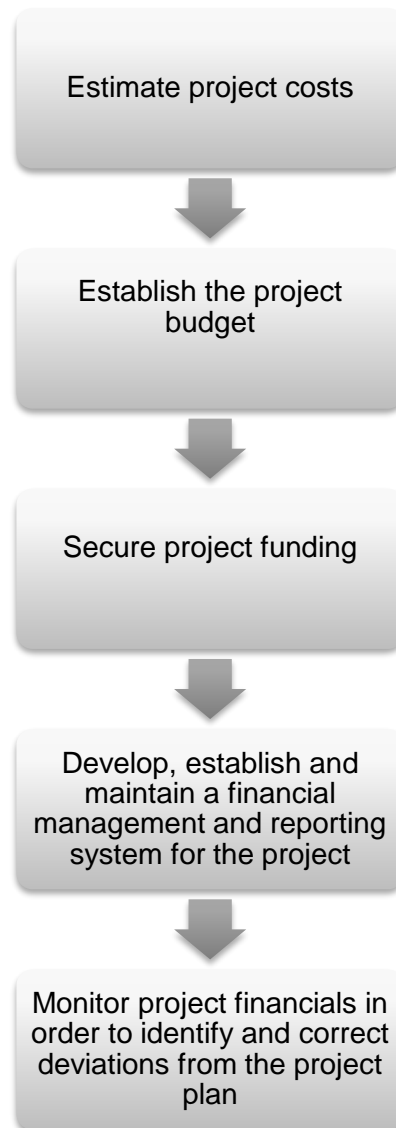 Estimate project costs
Establish the project
budget
Secure project funding
Develop, establish and
maintain a financial
management and reporting
system for the project
Monitor project financials in
order to identify and correct
deviations from the project
plan